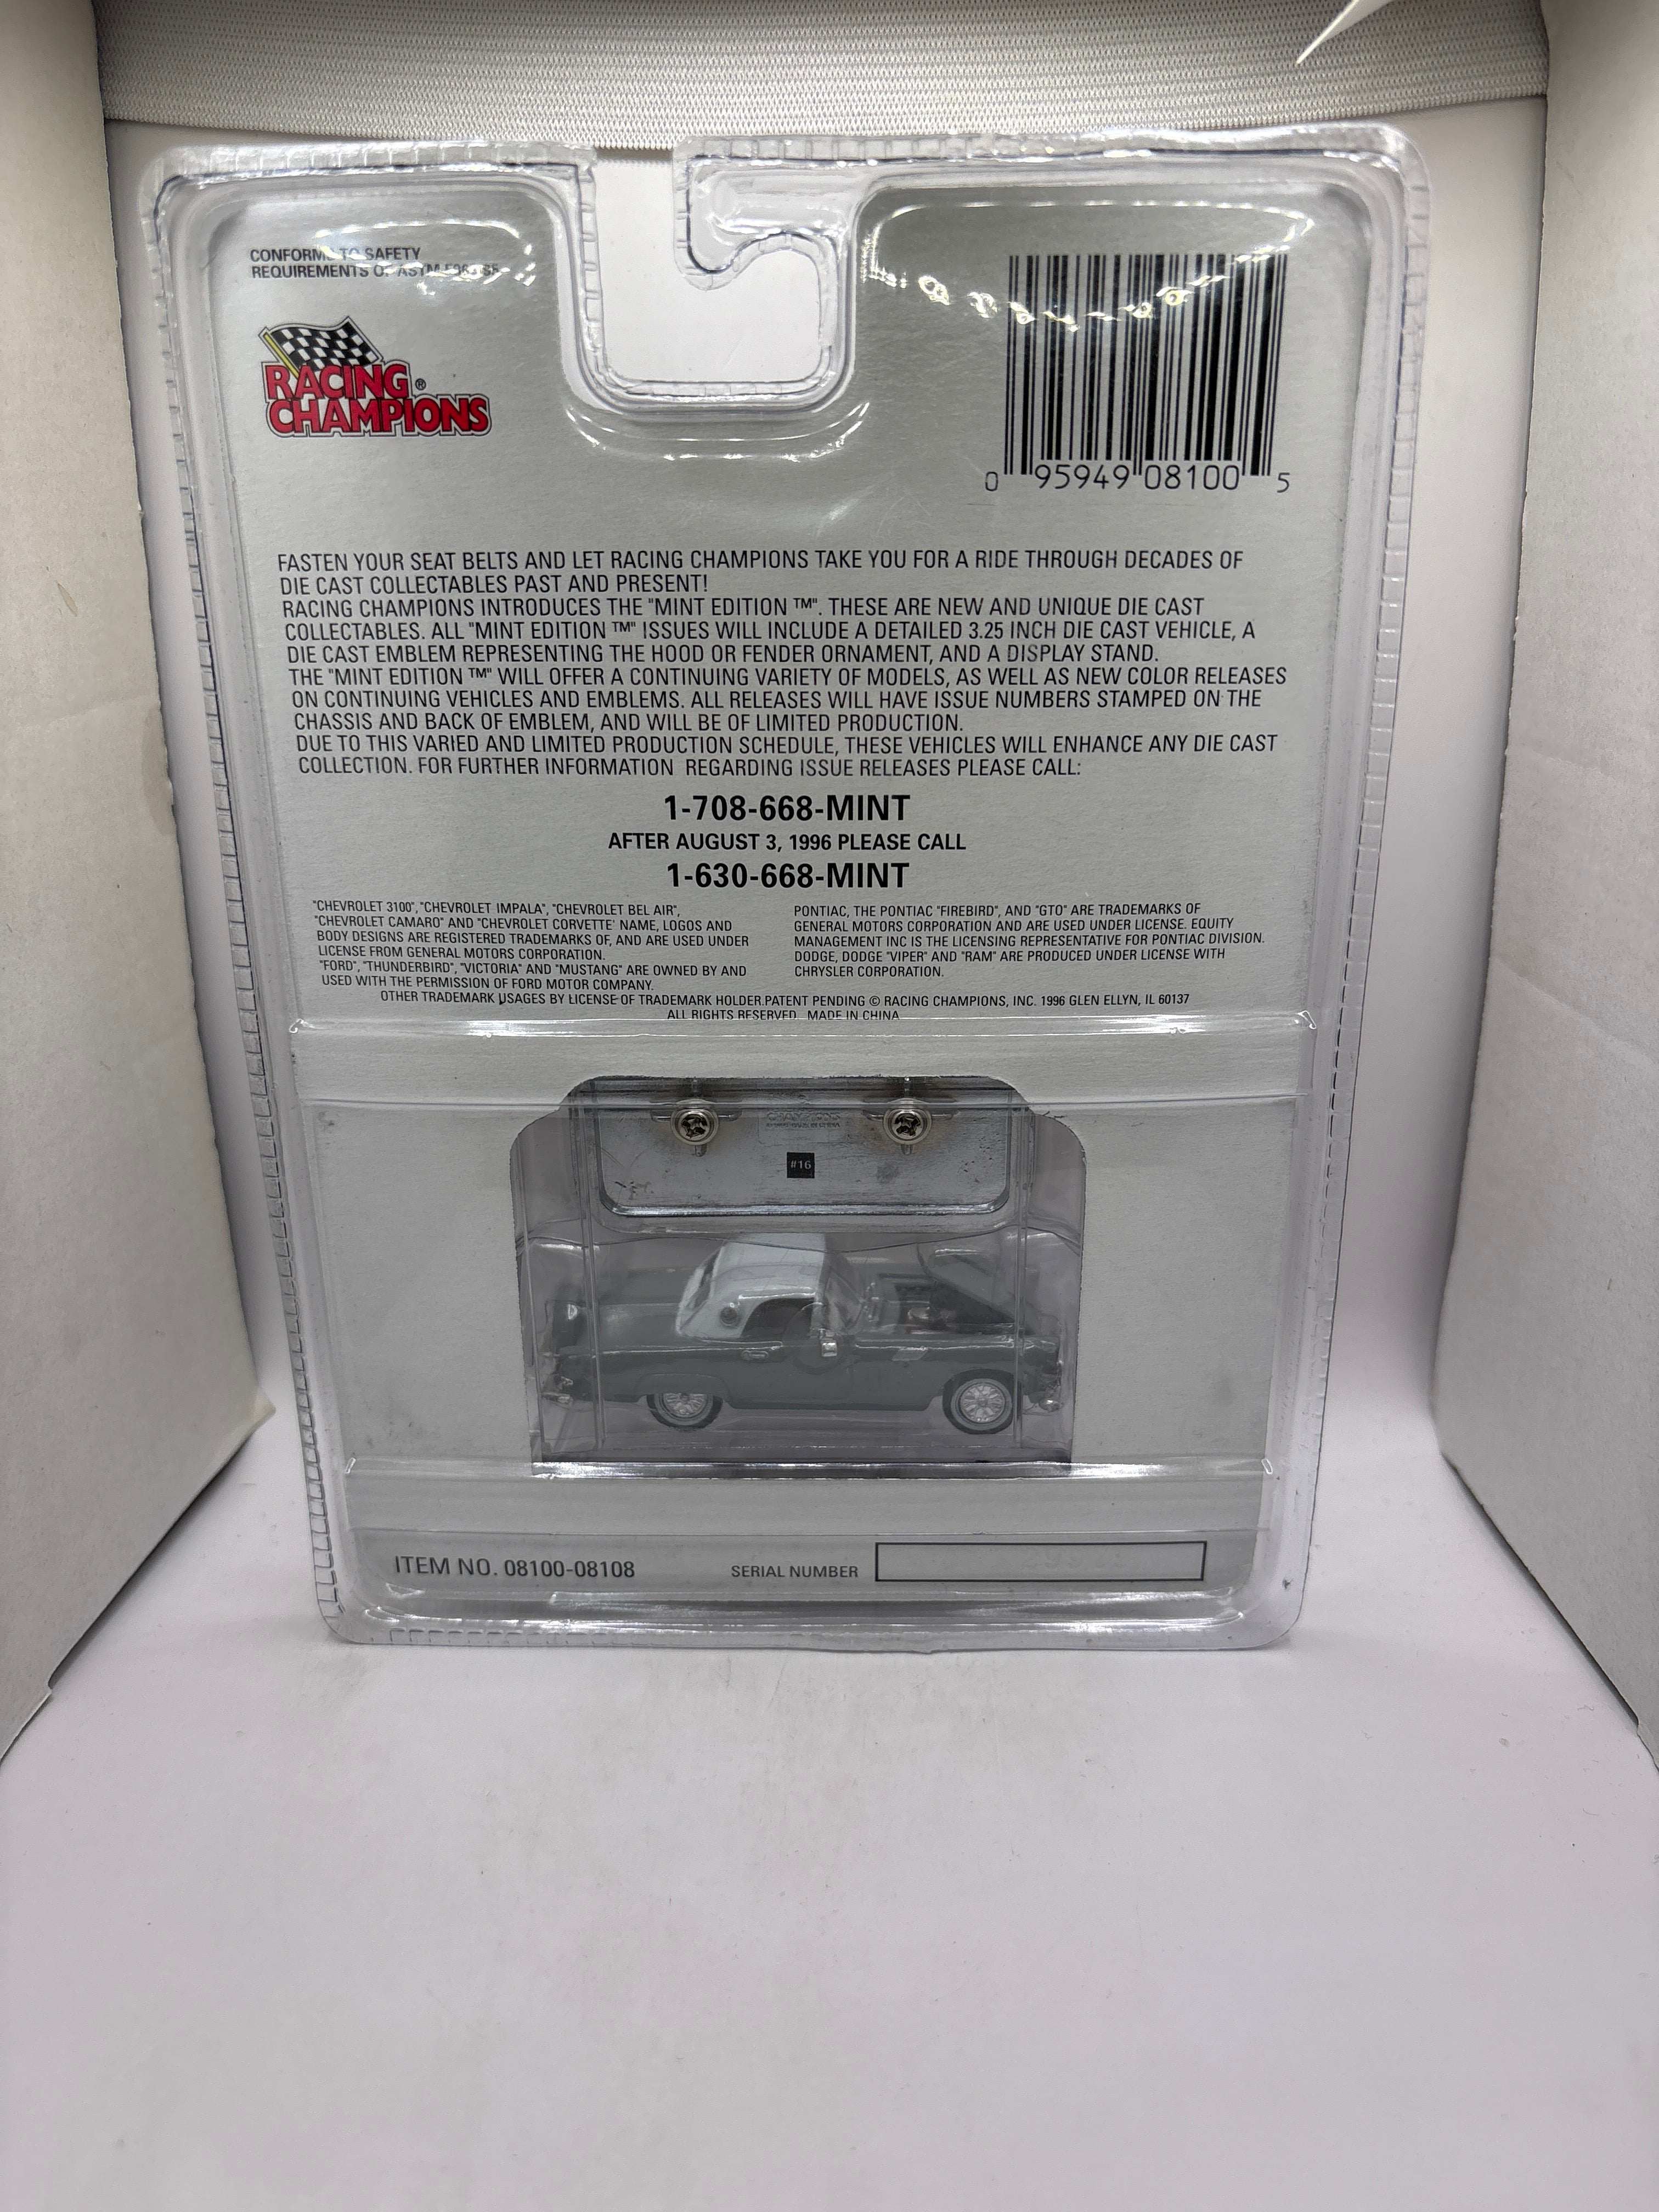 CONFORMS TO SAFETY
REQUIREMENTS OF ASTM
RACING®
CHAMPIONS
0 95949 08100 5
FASTEN YOUR SEAT BELTS AND LET RACING CHAMPIONS TAKE YOU FOR A RIDE THROUGH DECADES OF
DIE CAST COLLECTABLES PAST AND PRESENT!
RACING CHAMPIONS INTRODUCES THE "MINT EDITION ™". THESE ARE NEW AND UNIQUE DIE CAST
COLLECTABLES. ALL "MINT EDITION ™" ISSUES WILL INCLUDE A DETAILED 3.25 INCH DIE CAST VEHICLE, A
DIE CAST EMBLEM REPRESENTING THE HOOD OR FENDER ORNAMENT, AND A DISPLAY STAND.
THE "MINT EDITION ™" WILL OFFER A CONTINUING VARIETY OF MODELS, AS WELL AS NEW COLOR RELEASES
ON CONTINUING VEHICLES AND EMBLEMS. ALL RELEASES WILL HAVE ISSUE NUMBERS STAMPED ON THE
CHASSIS AND BACK OF EMBLEM, AND WILL BE OF LIMITED PRODUCTION.
DUE TO THIS VARIED AND LIMITED PRODUCTION SCHEDULE, THESE VEHICLES WILL ENHANCE ANY DIE CAST
COLLECTION. FOR FURTHER INFORMATION REGARDING ISSUE RELEASES PLEASE CALL:
1-708-668-MINT
AFTER AUGUST 3, 1996 PLEASE CALL
1-630-668-MINT
"CHEVROLET 3100", "CHEVROLET IMPALA", "CHEVROLET BEL AIR",
"CHEVROLET CAMARO" AND "CHEVROLET CORVETTE' NAME, LOGOS AND
BODY DESIGNS ARE REGISTERED TRADEMARKS OF, AND ARE USED UNDER
LICENSE FROM GENERAL MOTORS CORPORATION.
"FORD", "THUNDERBIRD", "VICTORIA" AND "MUSTANG" ARE OWNED BY AND
USED WITH THE PERMISSION OF FORD MOTOR COMPANY.
PONTIAC, THE PONTIAC "FIREBIRD", AND "GTO" ARE TRADEMARKS OF
GENERAL MOTORS CORPORATION AND ARE USED UNDER LICENSE. EQUITY
MANAGEMENT INC IS THE LICENSING REPRESENTATIVE FOR PONTIAC DIVISION.
DODGE, DODGE "VIPER" AND "RAM" ARE PRODUCED UNDER LICENSE WITH
CHRYSLER CORPORATION.
OTHER TRADEMARK USAGES BY LICENSE OF TRADEMARK HOLDER.PATENT PENDING © RACING CHAMPIONS, INC. 1996 GLEN ELLYN, IL 60137
ALL RIGHTS RESERVED. MADE IN CHINA
#16
ITEM NO. 08100-08108
SERIAL NUMBER